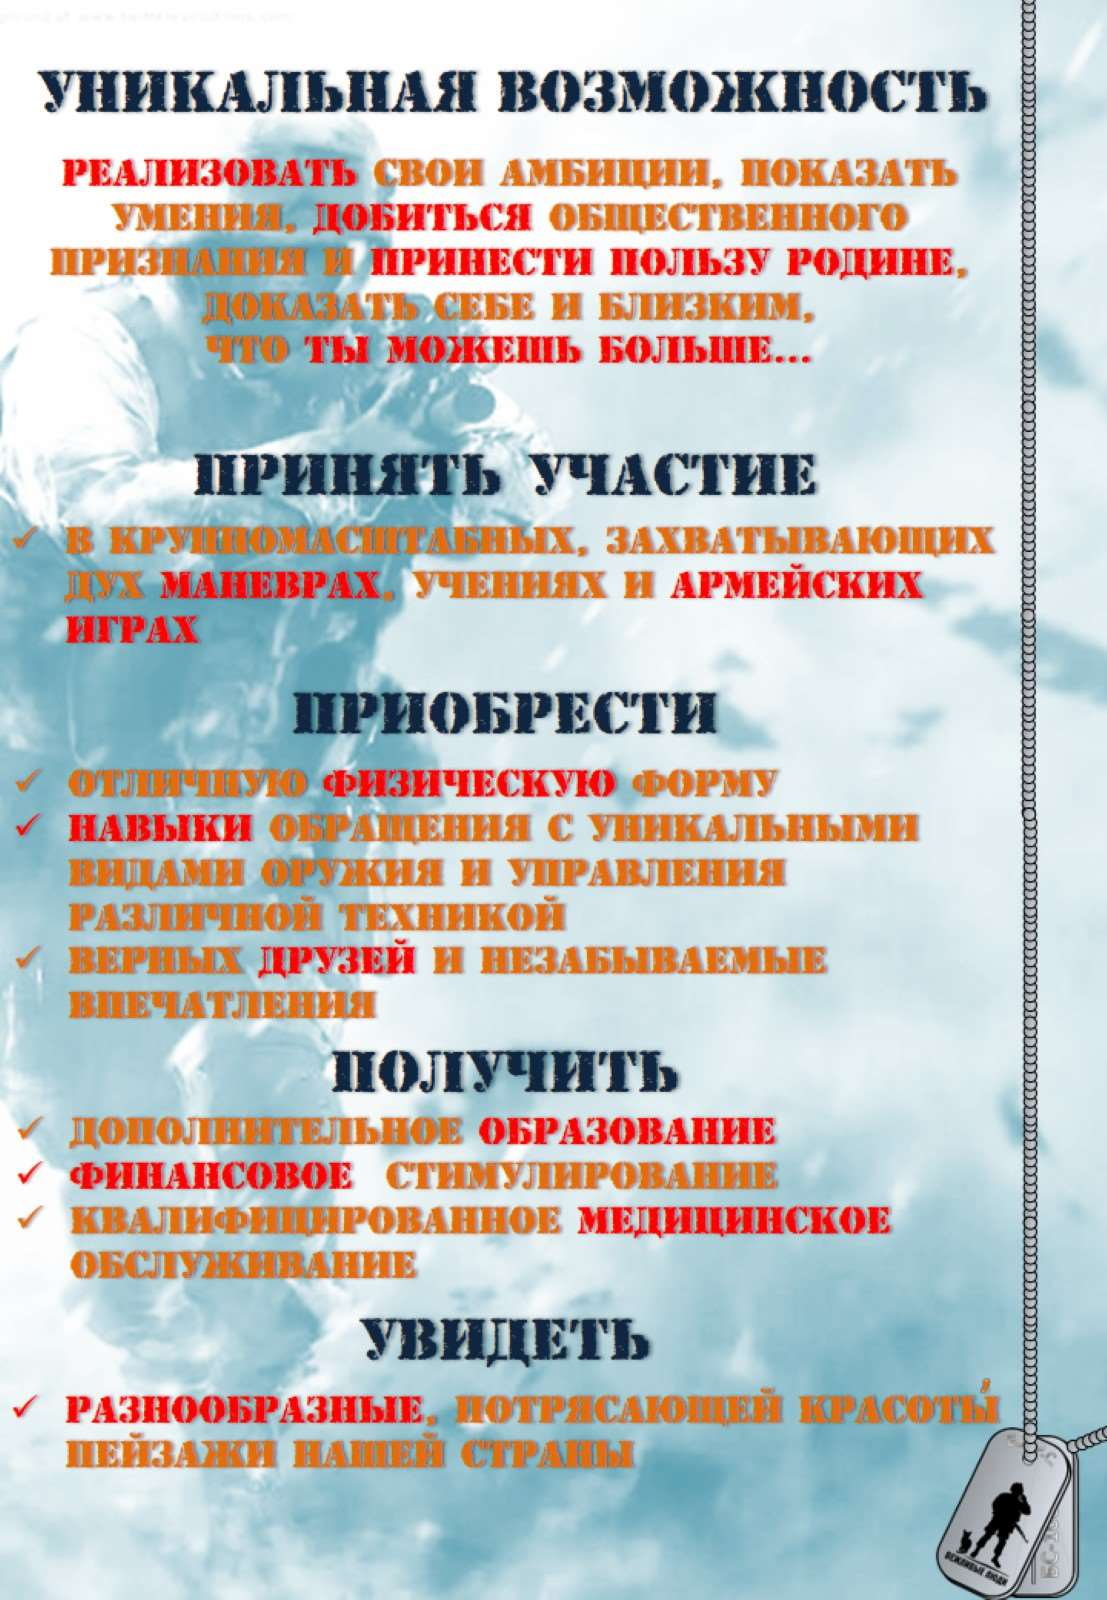 УНИКАЛЬНАЯ ВОЗМОЖНОСТЬ
РЕАЛИЗОВАТЬ СВОИ АМБИЦИИ, ПОКАЗАТЬ
УМЕНИЯ, ДОБИТЬСЯ ОБЩЕСТВЕННОГО
ПРИЗНАНИЯ И ПРИНЕСТИ ПОЛЬЗУ РОДИНЕ,
ДОКАЗАТЬ СЕБЕ И БЛИЗКИМ,
ЧТО ТЫ МОЖЕШЬ БОЛЬШЕ...
ПРИНЯТЬ УЧАСТИЕ
✓ В КРУПНОМАСШТАБНЫХ, ЗАХВАТЫВАЮЩИХ
ДУХ МАНЕВРАХ, УЧЕНИЯХ И АРМЕЙСКИХ
ИГРАХ
ПРИОБРЕСТИ
✓ ОТЛИЧНУЮ ФИЗИЧЕСКУЮ ФОРМУ
✓ НАВЫКИ ОБРАЩЕНИЯ С УНИКАЛЬНЫМИ
ВИДАМИ ОРУЖИЯ И УПРАВЛЕНИЯ
РАЗЛИЧНОЙ ТЕХНИКОЙ
✓ ВЕРНЫХ ДРУЗЕЙ И НЕЗАБЫВАЕМЫЕ
ВПЕЧАТЛЕНИЯ
ПОЛУЧИТЬ
✓ ДОПОЛНИТЕЛЬНОЕ ОБРАЗОВАНИЕ
✓ ФИНАНСОВОЕ СТИМУЛИРОВАНИЕ
✓ КВАЛИФИЦИРОВАННОЕ МЕДИЦИНСКОЕ
ОБСЛУЖИВАНИЕ
УВИДЕТЬ
✓ РАЗНООБРАЗНЫЕ, ПОТРЯСАЮЩЕЙ КРАСОТЫ,
ПЕЙЗАЖИ НАШЕЙ СТРАНЫ
ВЕЖЛИВЫЕ ЛЮДИ